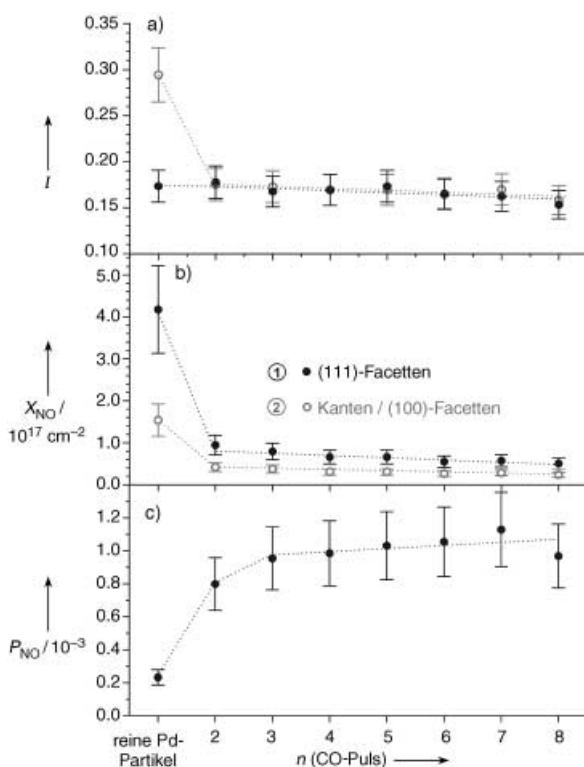 a)
0.35
0.30
0.25
0.20
0.15
0.10
I
b)
5.0
4.0
3.0
2.0
1.0
0.0
X_NO /
10^17 cm^-2
① (111)-Facetten
② Kanten / (100)-Facetten
c)
1.2
1.0
0.8
0.6
0.4
0.2
0.0
P_NO / 10^-3
reine Pd-
Partikel
2 3 4 5 6 7 8
n (CO-Puls)